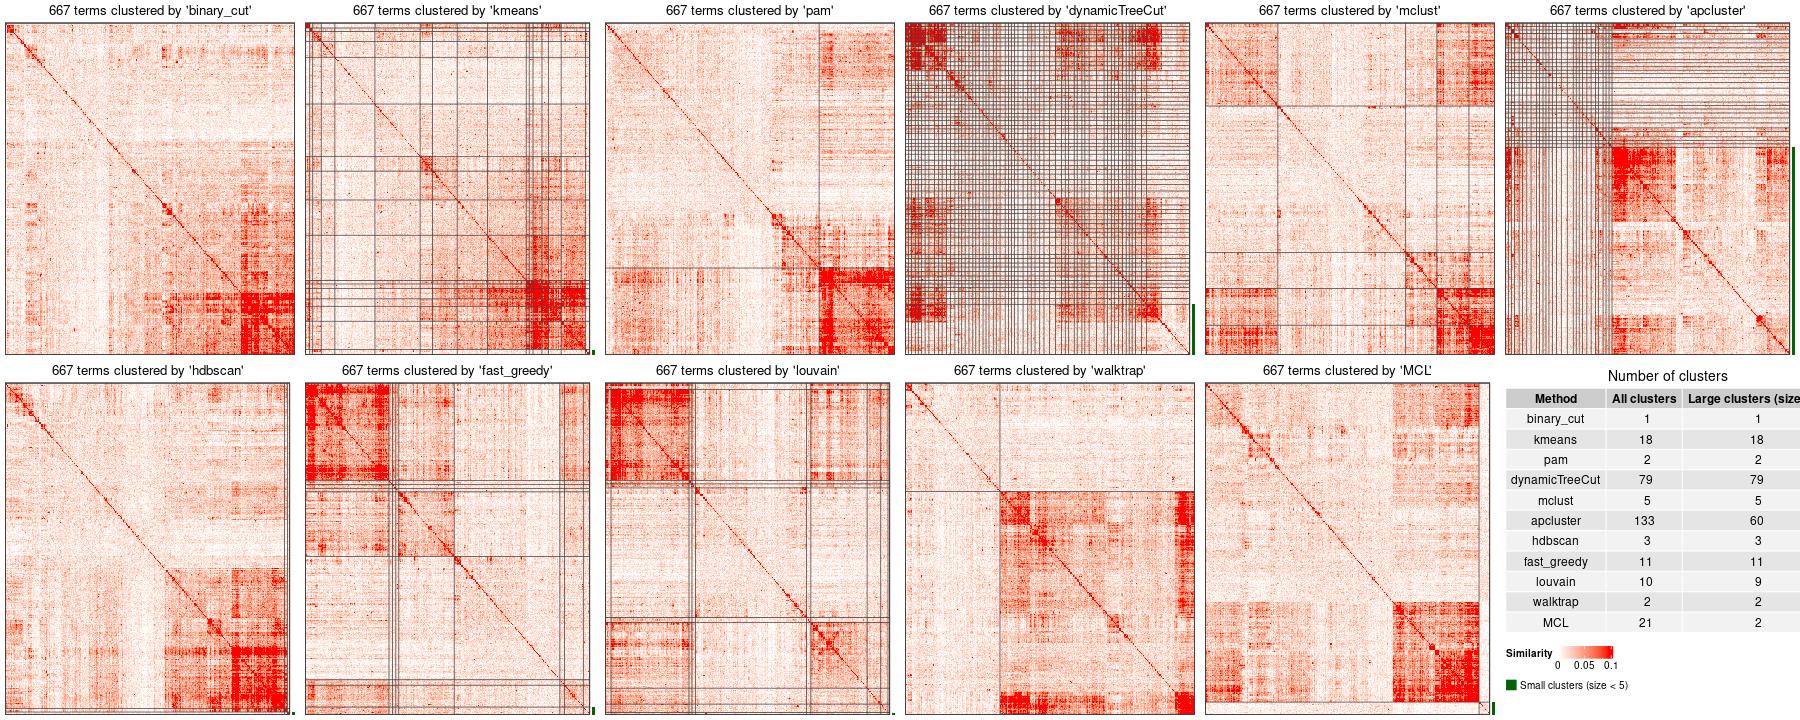 667 terms clustered by 'binary_cut'
667 terms clustered by 'kmeans'
667 terms clustered by 'pam'
667 terms clustered by 'dynamicTreeCut'
667 terms clustered by 'mclust'
667 terms clustered by 'apcluster'
667 terms clustered by 'hdbscan'
667 terms clustered by 'fast_greedy'
667 terms clustered by 'louvain'
667 terms clustered by 'walktrap'
667 terms clustered by 'MCL'
Number of clusters
Method All clusters Large clusters (size
binary_cut 1 1
kmeans 18 18
pam 2 2
dynamicTreeCut 79 79
mclust 5 5
apcluster 133 60
hdbscan 3 3
fast_greedy 11 11
louvain 10 9
walktrap 2 2
MCL 21 2
Similarity
0 0.05 0.1
Small clusters (size < 5)